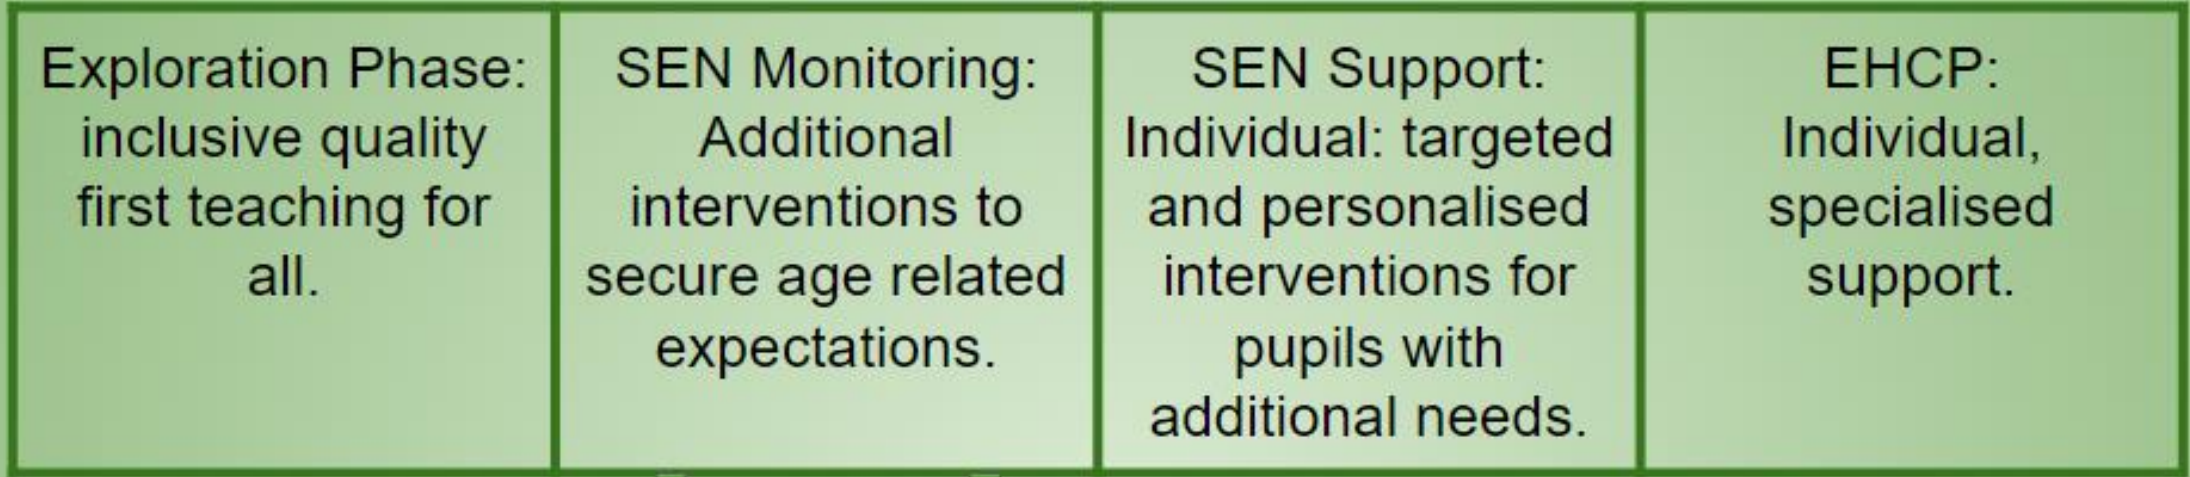 Exploration Phase:
inclusive quality
first teaching for
all.
SEN Monitoring:
Additional
interventions to
secure age related
expectations.
SEN Support:
Individual: targeted
and personalised
interventions for
pupils with
additional needs.
EHCP:
Individual,
specialised
support.